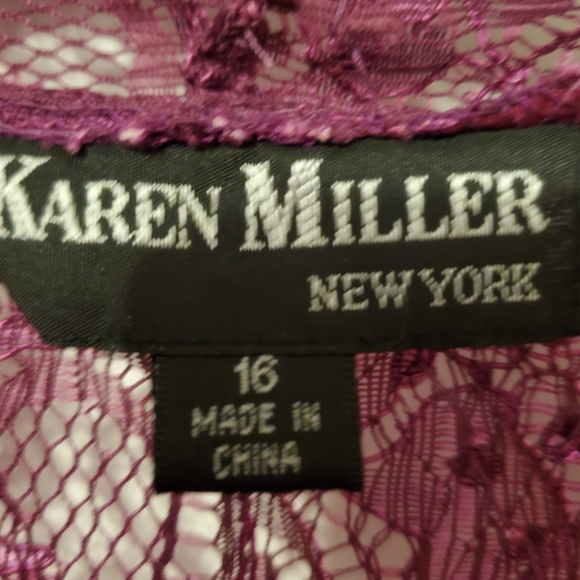 KAREN MILLER
NEW YORK
16
MADE IN
CHINA